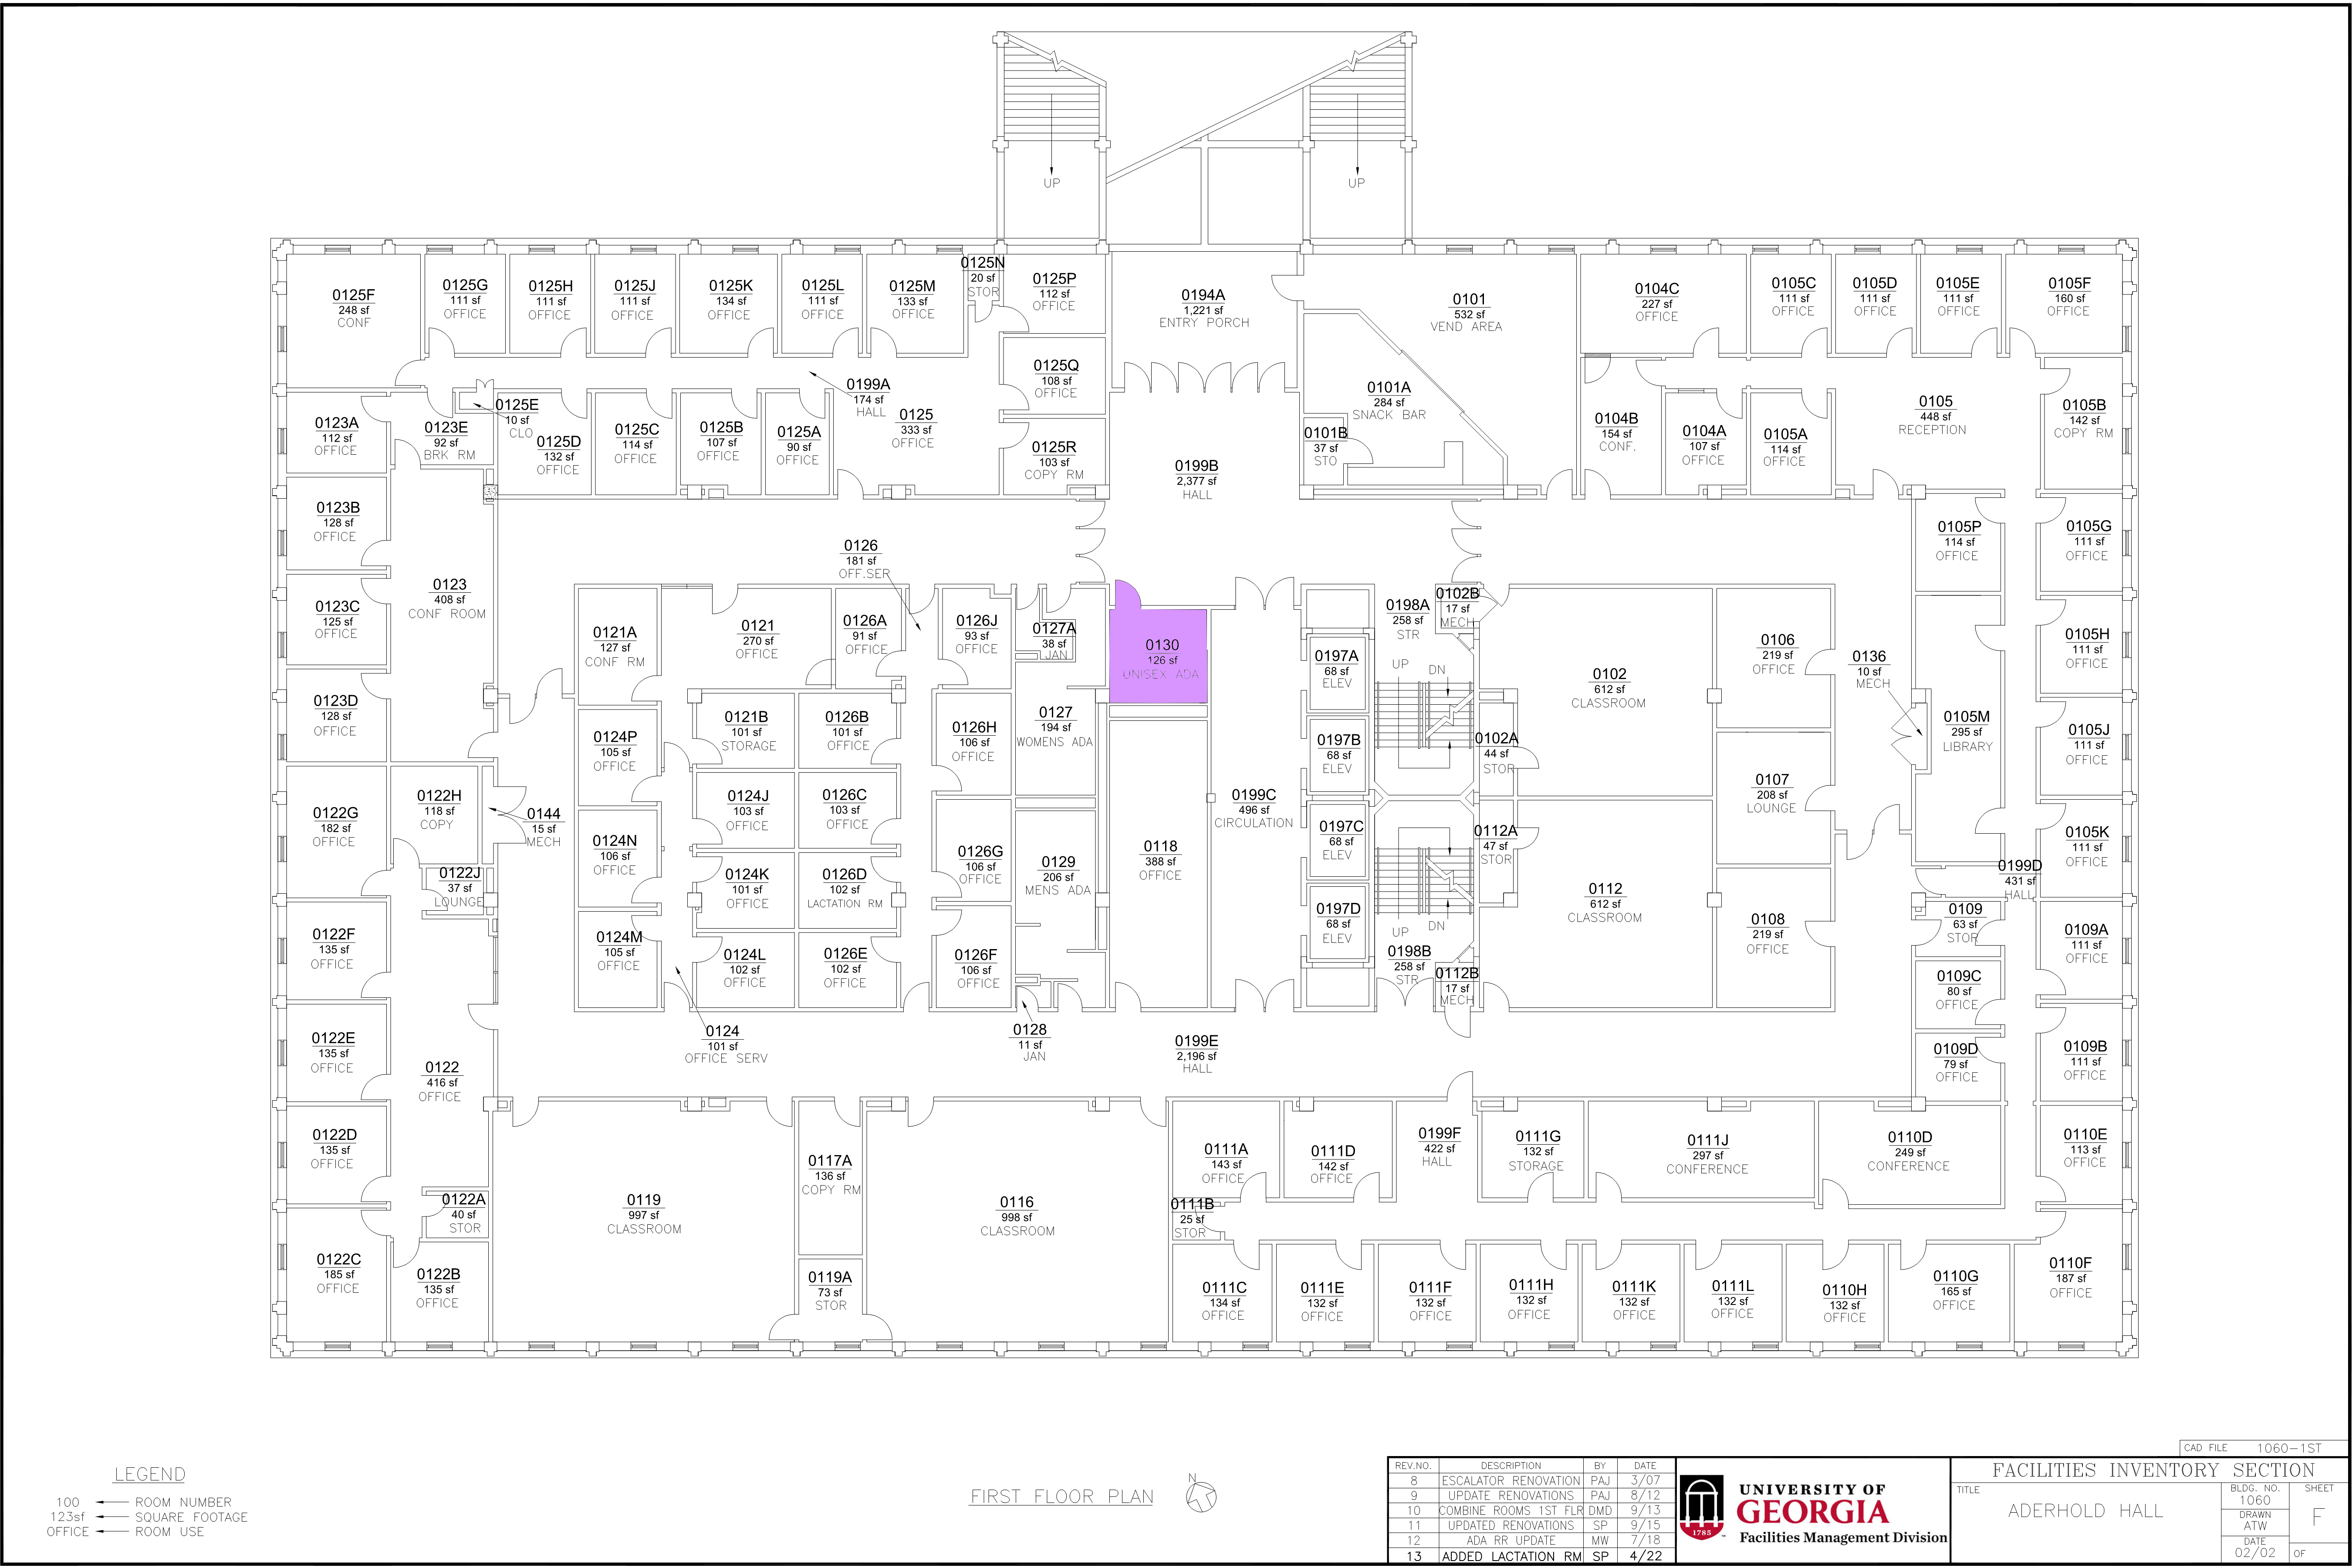 UP
UP
0125F
248 sf
CONF
0125G
111 sf
OFFICE
0125H
111 sf
OFFICE
0125J
111 sf
OFFICE
0125K
134 sf
OFFICE
0125L
111 sf
OFFICE
0125M
133 sf
OFFICE
0125N
20 sf
STOR
0125P
112 sf
OFFICE
0194A
1,221 sf
ENTRY PORCH
0101
532 sf
VEND AREA
0104C
227 sf
OFFICE
0105C
111 sf
OFFICE
0105D
111 sf
OFFICE
0105E
111 sf
OFFICE
0105F
160 sf
OFFICE
0125Q
108 sf
OFFICE
0199A
174 sf
HALL
0125
333 sf
OFFICE
0101A
284 sf
SNACK BAR
0105
448 sf
RECEPTION
0105B
142 sf
COPY RM
0123A
112 sf
OFFICE
0123E
92 sf
BRK RM
0125E
10 sf
CLO
0125D
132 sf
OFFICE
0125C
114 sf
OFFICE
0125B
107 sf
OFFICE
0125A
90 sf
OFFICE
0125R
103 sf
COPY RM
0199B
2,377 sf
HALL
0101B
37 sf
STO
0104B
154 sf
CONF.
0104A
107 sf
OFFICE
0105A
114 sf
OFFICE
0123B
128 sf
OFFICE
0126
181 sf
OFF.SER
0105P
114 sf
OFFICE
0105G
111 sf
OFFICE
0123C
125 sf
OFFICE
0123
408 sf
CONF ROOM
0121A
127 sf
CONF RM
0121
270 sf
OFFICE
0126A
91 sf
OFFICE
0126J
93 sf
OFFICE
0127A
38 sf
JAN
0130
126 sf
UNISEX ADA
0197A
68 sf
ELEV
0198A
258 sf
STR
0102B
17 sf
MECH
UP
DN
0102
612 sf
CLASSROOM
0106
219 sf
OFFICE
0136
10 sf
MECH
0105H
111 sf
OFFICE
0123D
128 sf
OFFICE
0124P
105 sf
OFFICE
0121B
101 sf
STORAGE
0126B
101 sf
OFFICE
0126H
106 sf
OFFICE
0127
194 sf
WOMENS ADA
0197B
68 sf
ELEV
0102A
44 sf
STOR
0105M
295 sf
LIBRARY
0105J
111 sf
OFFICE
0122G
182 sf
OFFICE
0122H
118 sf
COPY
0144
15 sf
MECH
0124J
103 sf
OFFICE
0126C
103 sf
OFFICE
0199C
496 sf
CIRCULATION
0107
208 sf
LOUNGE
0124N
106 sf
OFFICE
0126G
106 sf
OFFICE
0129
206 sf
MENS ADA
0118
388 sf
OFFICE
0197C
68 sf
ELEV
0112A
47 sf
STOR
0105K
111 sf
OFFICE
0122J
37 sf
LOUNGE
0124K
101 sf
OFFICE
0126D
102 sf
LACTATION RM
0112
612 sf
CLASSROOM
0199D
431 sf
HALL
0122F
135 sf
OFFICE
0124M
105 sf
OFFICE
0124L
102 sf
OFFICE
0126E
102 sf
OFFICE
0126F
106 sf
OFFICE
0197D
68 sf
ELEV
UP
DN
0198B
258 sf
STR
0112B
17 sf
MECH
0108
219 sf
OFFICE
0109
63 sf
STOR
0109A
111 sf
OFFICE
0109C
80 sf
OFFICE
0122E
135 sf
OFFICE
0122
416 sf
OFFICE
0124
101 sf
OFFICE SERV
0128
11 sf
JAN
0199E
2,196 sf
HALL
0109D
79 sf
OFFICE
0109B
111 sf
OFFICE
0122D
135 sf
OFFICE
0117A
136 sf
COPY RM
0111A
143 sf
OFFICE
0111D
142 sf
OFFICE
0199F
422 sf
HALL
0111G
132 sf
STORAGE
0111J
297 sf
CONFERENCE
0110D
249 sf
CONFERENCE
0110E
113 sf
OFFICE
0122A
40 sf
STOR
0119
997 sf
CLASSROOM
0116
998 sf
CLASSROOM
0111B
25 sf
STOR
0122C
185 sf
OFFICE
0122B
135 sf
OFFICE
0119A
73 sf
STOR
0111C
134 sf
OFFICE
0111E
132 sf
OFFICE
0111F
132 sf
OFFICE
0111H
132 sf
OFFICE
0111K
132 sf
OFFICE
0111L
132 sf
OFFICE
0110H
132 sf
OFFICE
0110G
165 sf
OFFICE
0110F
187 sf
OFFICE
LEGEND
100 ROOM NUMBER
123sf SQUARE FOOTAGE
OFFICE ROOM USE
FIRST FLOOR PLAN
N
CAD FILE 1060-1ST
REV.NO. DESCRIPTION BY DATE
8 ESCALATOR RENOVATION PAJ 3/07
9 UPDATE RENOVATIONS PAJ 8/12
10 COMBINE ROOMS 1ST FLR DMD 9/13
11 UPDATED RENOVATIONS SP 9/15
12 ADA RR UPDATE MW 7/18
13 ADDED LACTATION RM SP 4/22
1785
UNIVERSITY OF
GEORGIA
Facilities Management Division
FACILITIES INVENTORY SECTION
TITLE
ADERHOLD HALL
BLDG. NO.
1060
DRAWN
ATW
DATE
02/02
SHEET
F
OF